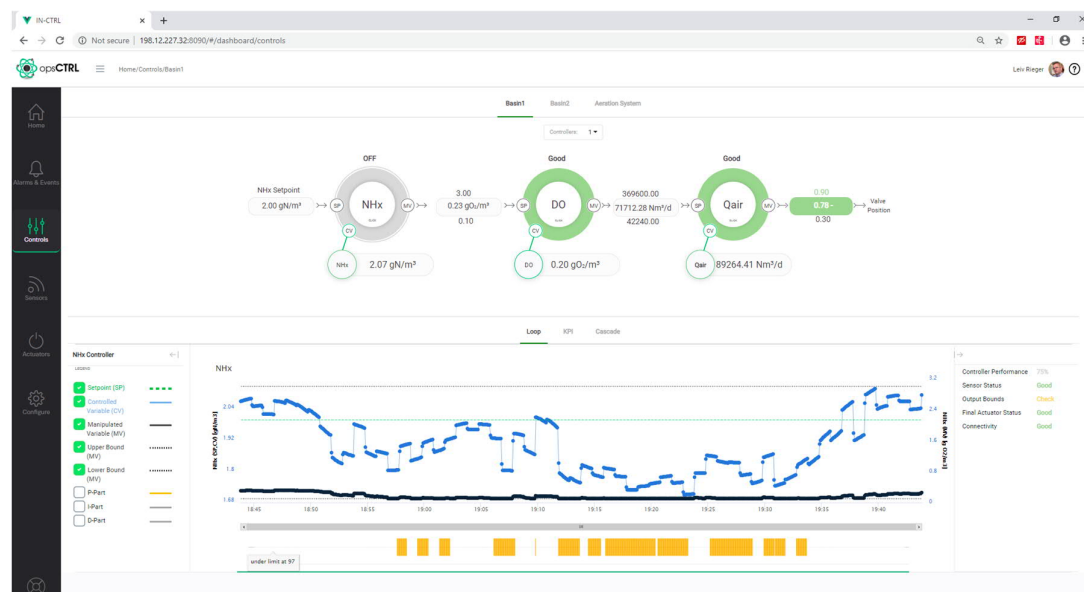 IN-CTRL
Not secure | 198.12.227.32:8090/#/dashboard/controls
opsCTRL
Home/Controls/Basin1
Leiv Rieger
Home
Alarms & Events
Controls
Sensors
Actuators
Configure
Basin1 Basin2 Aeration System
Controllers: 1
OFF Good Good
NHx Setpoint
2.00 gN/m³
SP NHx MV
3.00
0.23 gO₂/m³
0.10
SP DO MV
369600.00
71712.28 Nm³/d
42240.00
SP Qair MV
0.90
0.78 -
0.30
Valve
Position
CV CV CV
NHx 2.07 gN/m³
DO 0.20 gO₂/m³
Qair 89264.41 Nm³/d
Loop KPI Cascade
NHx Controller
Setpoint (SP)
Controlled
Variable (CV)
Manipulated
Variable (MV)
Upper Bound
(MV)
Lower Bound
(MV)
P-Part
I-Part
D-Part
NHx
2.04
1.92
1.8
1.68
3.2
2.4
1.6
0.8
0
18:45 18:50 18:55 19:00 19:05 19:10 19:15 19:20 19:25 19:30 19:35 19:40
under limit at 97
Controller Performance 75%
Sensor Status Good
Output Bounds Check
Final Actuator Status Good
Connectivity Good